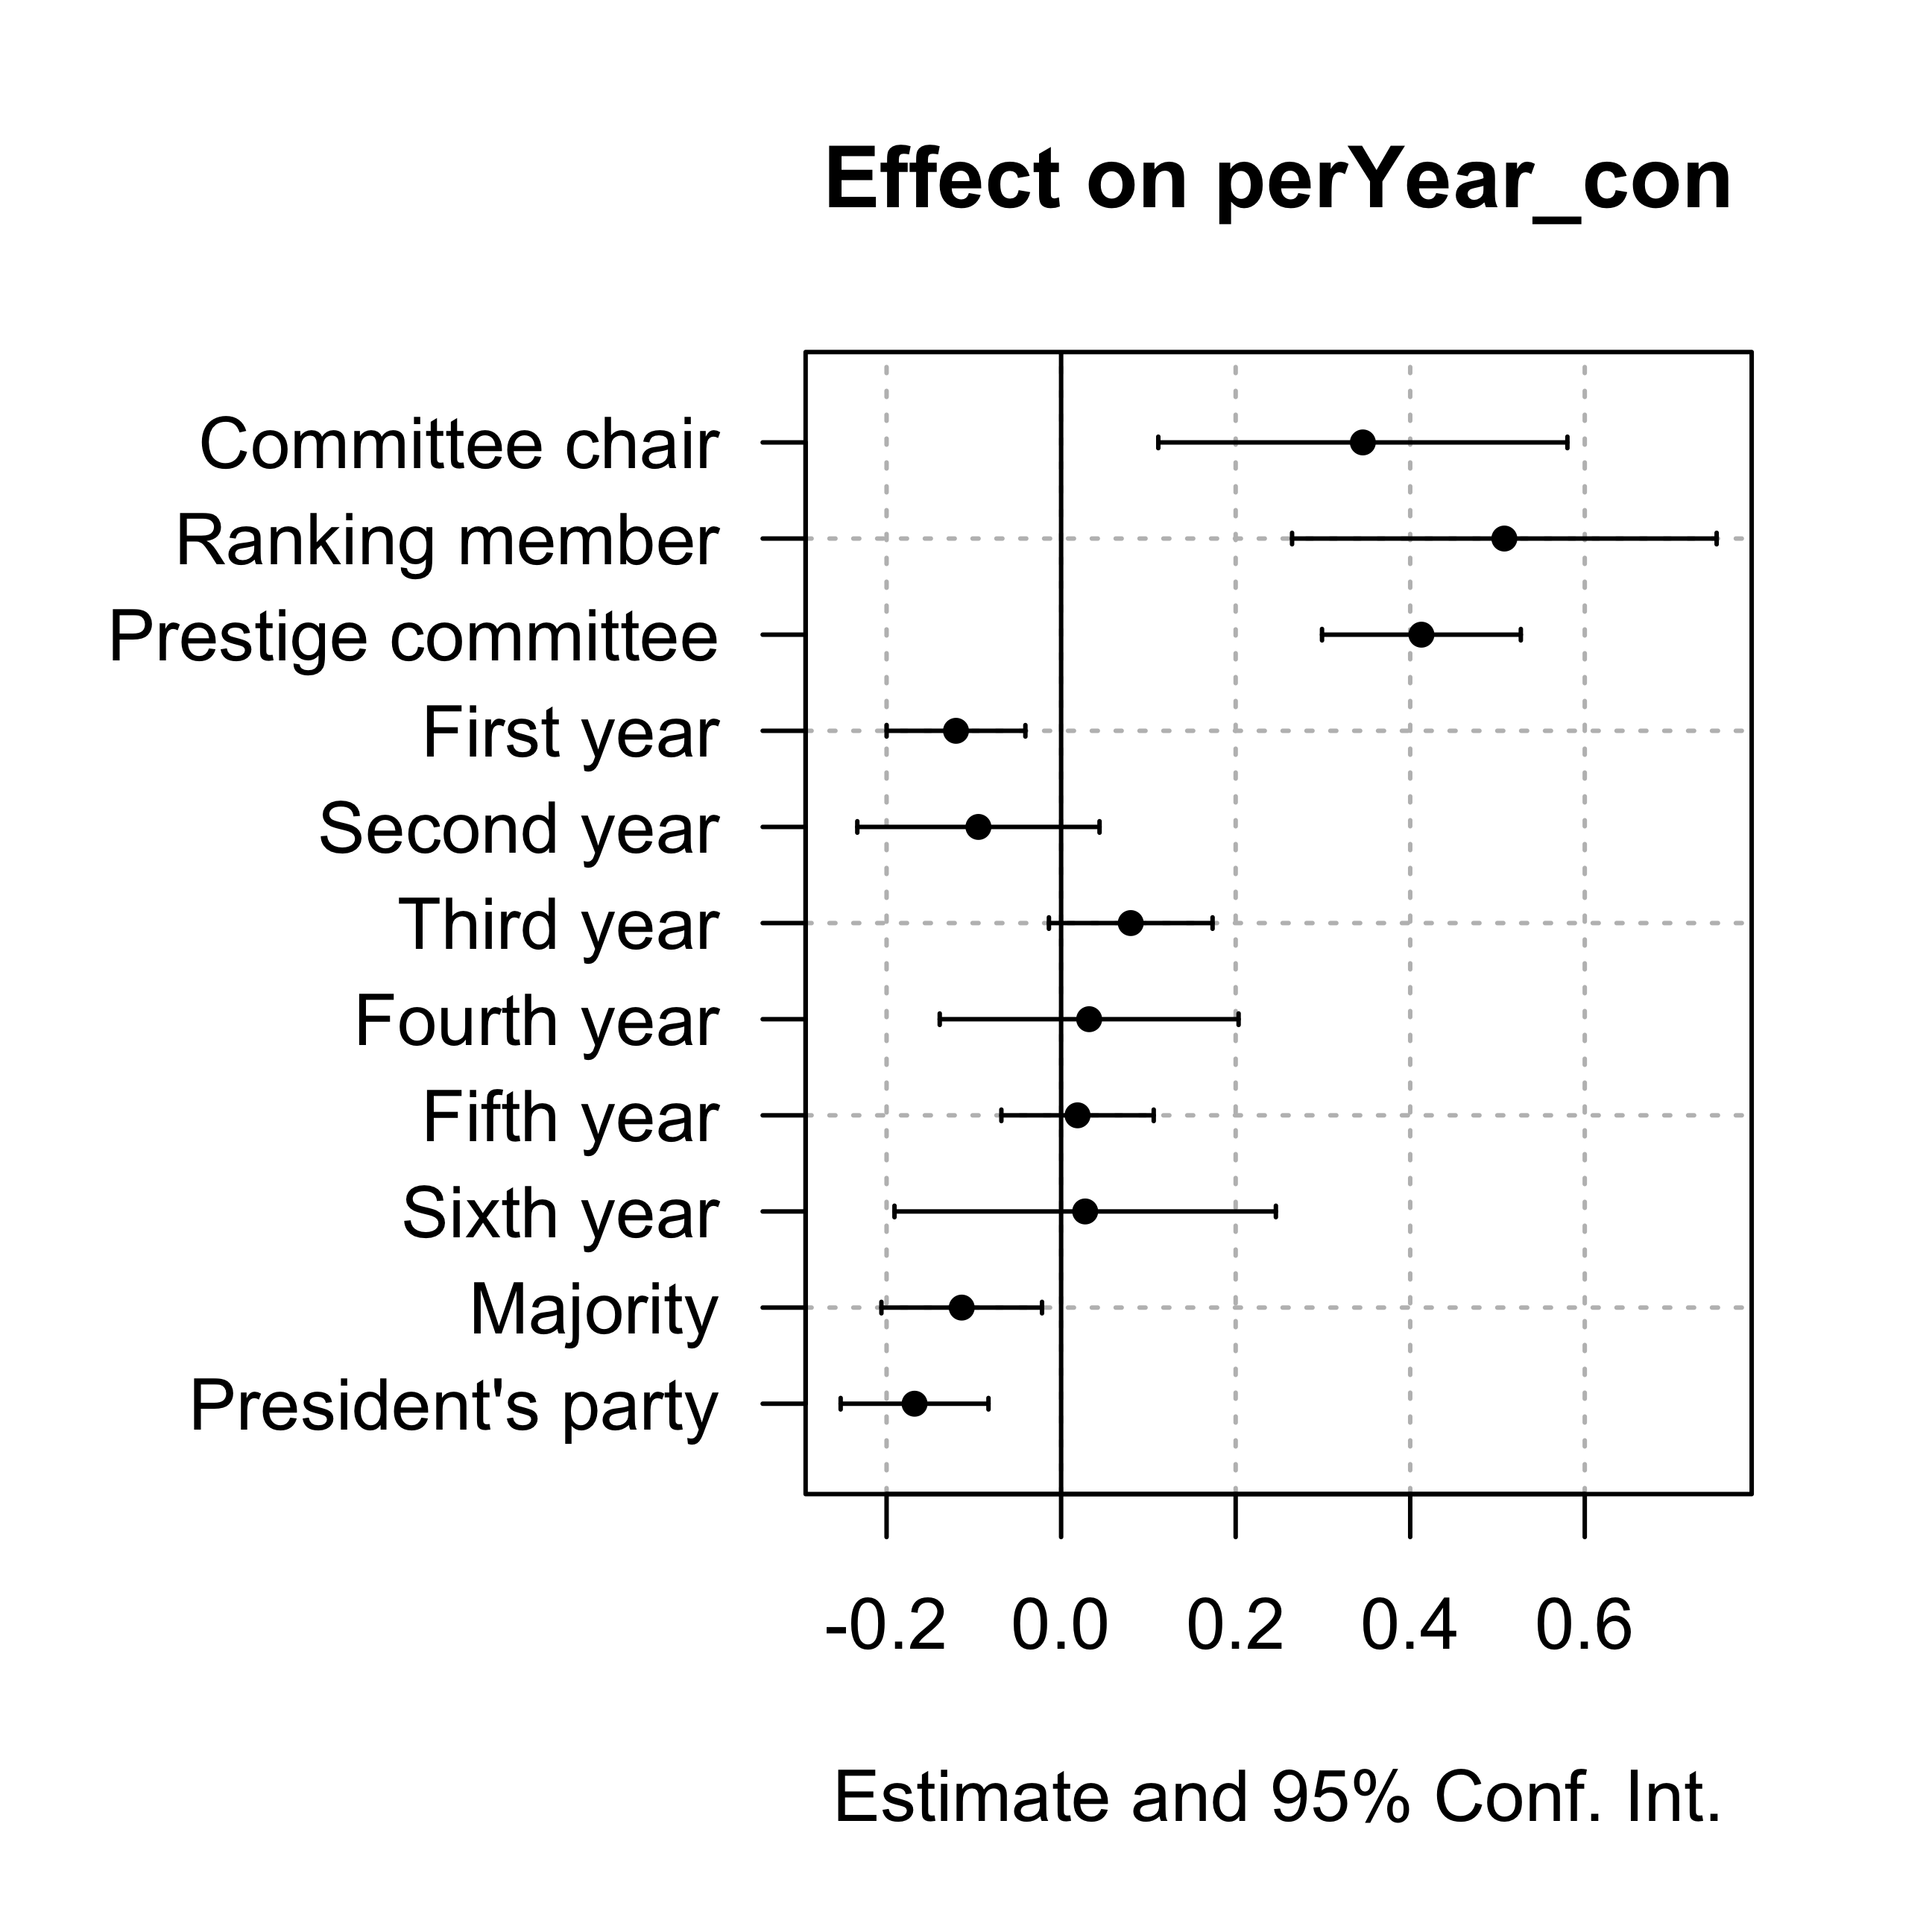 Effect on perYear_con
Committee chair
Ranking member
Prestige committee
First year
Second year
Third year
Fourth year
Fifth year
Sixth year
Majority
President's party
-0.2 0.0 0.2 0.4 0.6
Estimate and 95% Conf. Int.